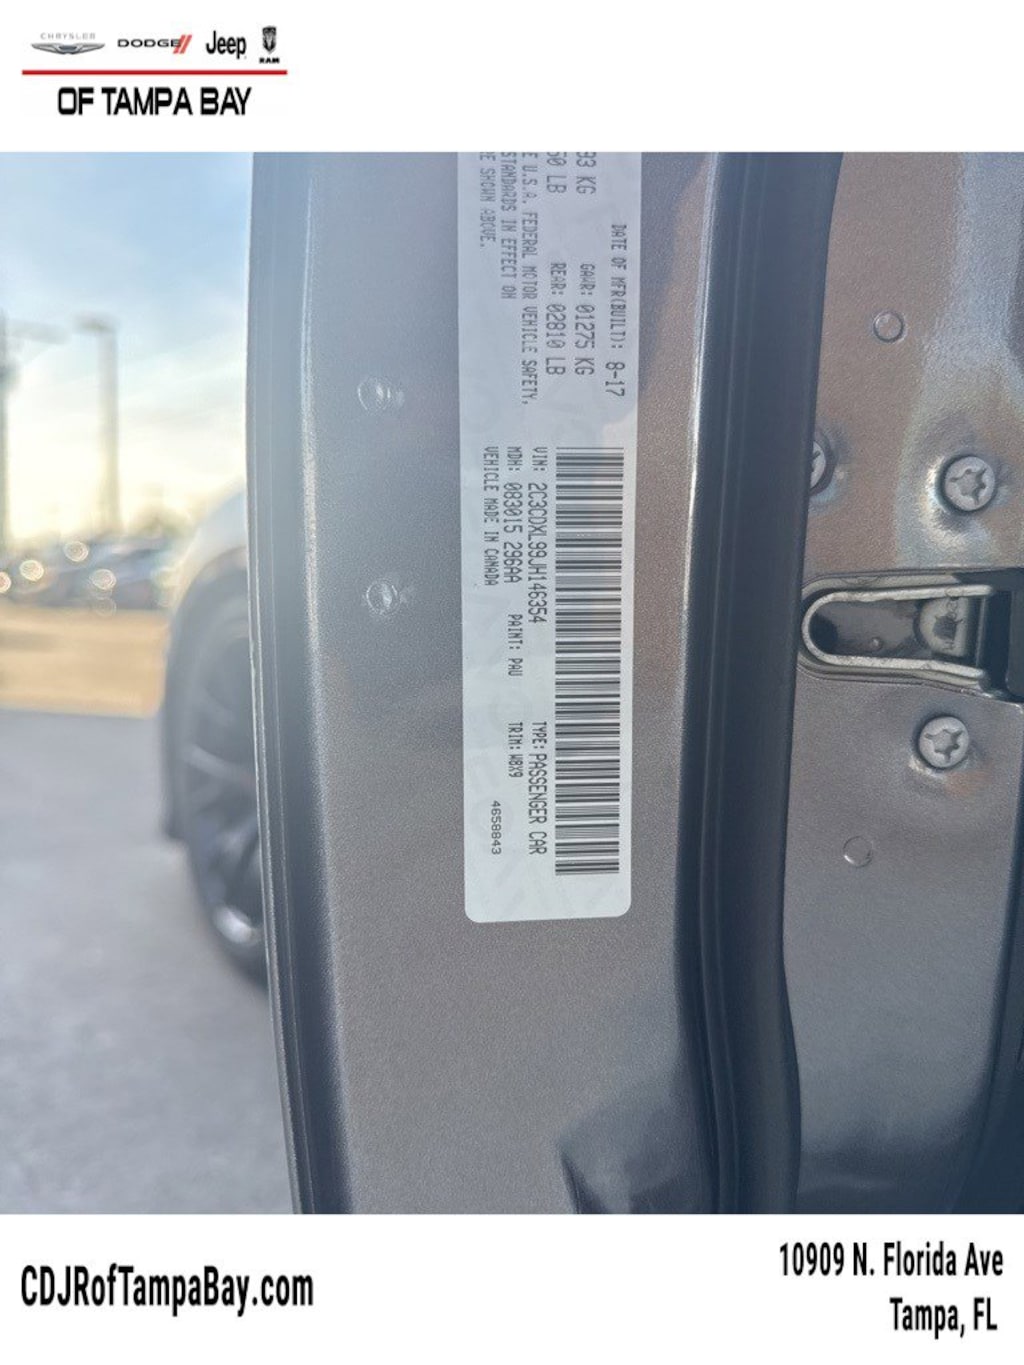 CHRYSLER DODGE Jeep RAM
OF TAMPA BAY
DATE OF MFR(BUILT): 8-17
93 KG GAWR: 01275 KG
50 LB REAR: 02810 LB
E U.S.A. FEDERAL MOTOR VEHICLE SAFETY,
STANDARDS IN EFFECT ON
SHOWN ABOVE.
VIN: 2C3CDXL99JH146354 TYPE: PASSENGER CAR
MDH: 083015 296AA PAINT: PAU TRIM: W8X9
VEHICLE MADE IN CANADA 4658843
CDJRofTampaBay.com
10909 N. Florida Ave
Tampa, FL